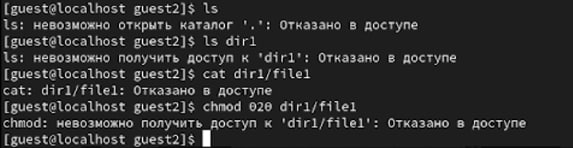 [guest@localhost guest2]$ ls
ls: невозможно открыть каталог '.': Отказано в доступе
[guest@localhost guest2]$ ls dir1
ls: невозможно получить доступ к 'dir1': Отказано в доступе
[guest@localhost guest2]$ cat dir1/file1
cat: dir1/file1: Отказано в доступе
[guest@localhost guest2]$ chmod 020 dir1/file1
chmod: невозможно получить доступ к 'dir1/file1': Отказано в доступе
[guest@localhost guest2]$